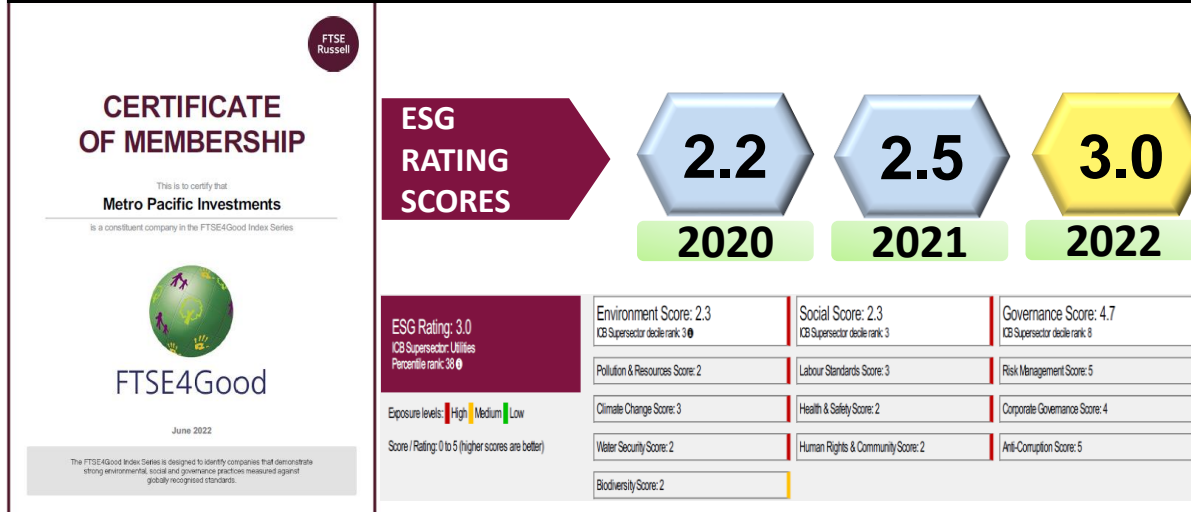 FTSE
Russell
CERTIFICATE
OF MEMBERSHIP
This is to certify that
Metro Pacific Investments
is a constituent company in the FTSE4Good Index Series
FTSE4Good
June 2022
The FTSE4Good Index Series is designed to identify companies that demonstrate
strong environmental, social and governance practices measured against
globally recognised standards.
ESG
RATING
SCORES
2.2
2.5
3.0
2020
2021
2022
ESG Rating: 3.0
ICB Supersector: Utilities
Percentile rank: 38
Exposure levels: High Medium Low
Score / Rating: 0 to 5 (higher scores are better)
Environment Score: 2.3
ICB Supersector decile rank: 3
Pollution & Resources Score: 2
Climate Change Score: 3
Water Security Score: 2
Biodiversity Score: 2
Social Score: 2.3
ICB Supersector decile rank: 3
Labour Standards Score: 3
Health & Safety Score: 2
Human Rights & Community Score: 2
Governance Score: 4.7
ICB Supersector decile rank: 8
Risk Management Score: 5
Corporate Governance Score: 4
Anti-Corruption Score: 5